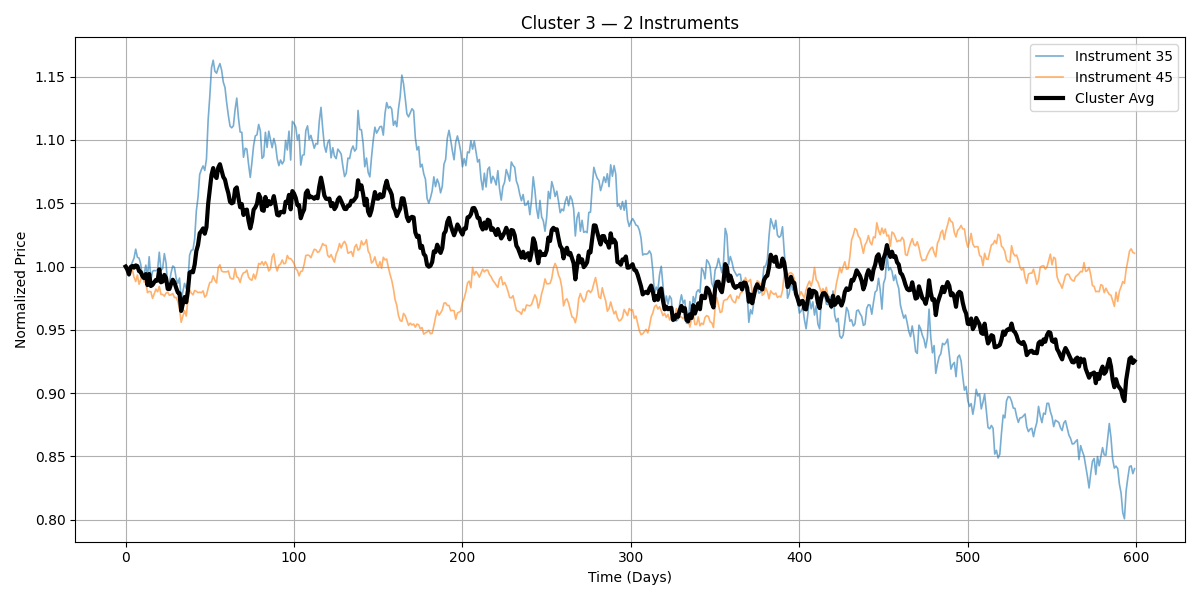 Cluster 3 — 2 Instruments
Instrument 35
Instrument 45
Cluster Avg
Normalized Price
1.15
1.10
1.05
1.00
0.95
0.90
0.85
0.80
0 100 200 300 400 500 600
Time (Days)